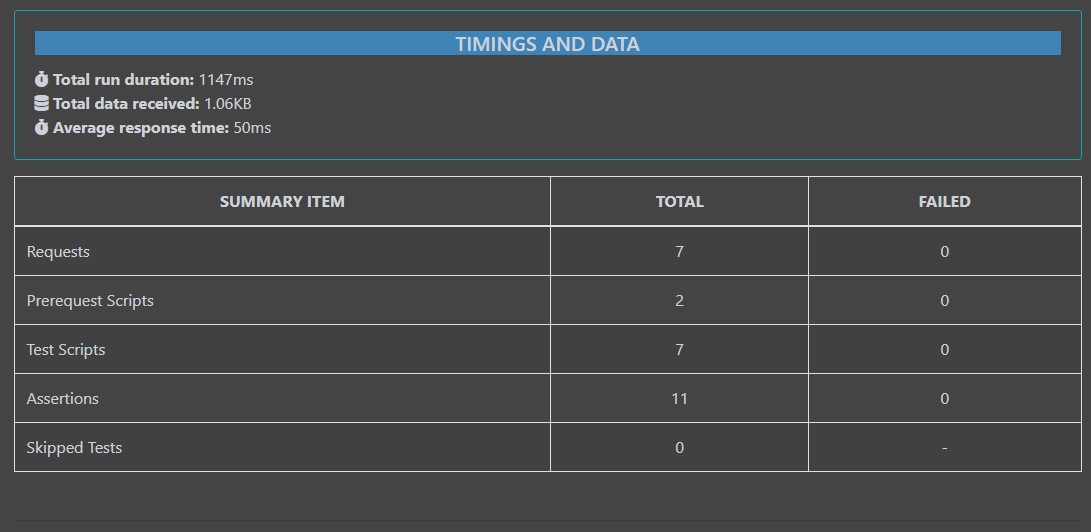 TIMINGS AND DATA
Total run duration: 1147ms
Total data received: 1.06KB
Average response time: 50ms
SUMMARY ITEM TOTAL FAILED
Requests 7 0
Prerequest Scripts 2 0
Test Scripts 7 0
Assertions 11 0
Skipped Tests 0 -